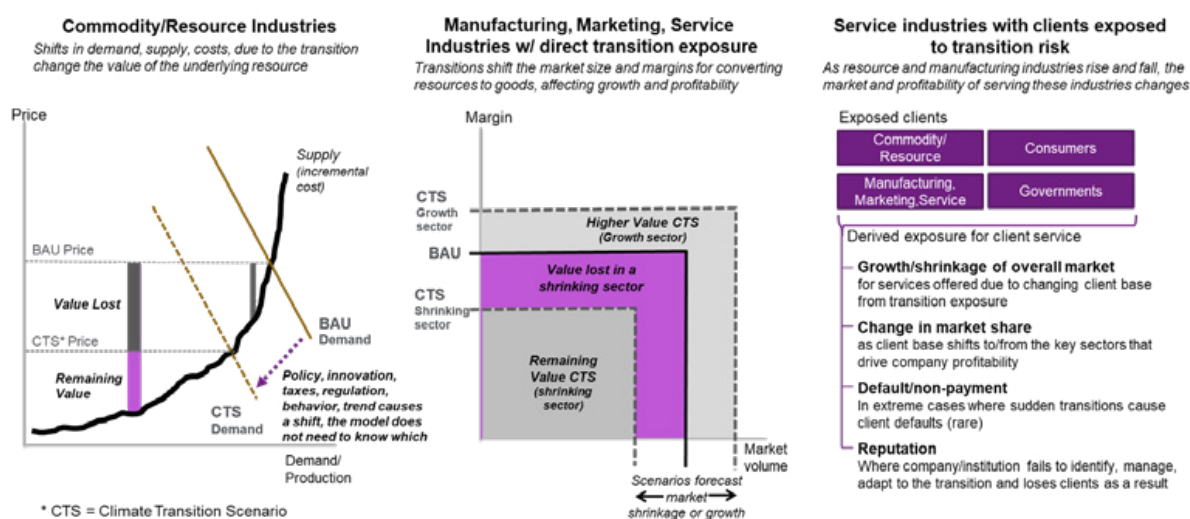 Commodity/Resource Industries
Shifts in demand, supply, costs, due to the transition
change the value of the underlying resource
Price
Supply
(incremental
cost)
BAU Price
Value Lost
CTS* Price
Remaining
Value
BAU
Demand
CTS
Demand
Policy, innovation,
taxes, regulation,
behavior, trend causes
a shift, the model does
not need to know which
Demand/
Production
* CTS = Climate Transition Scenario
Manufacturing, Marketing, Service
Industries w/ direct transition exposure
Transitions shift the market size and margins for converting
resources to goods, affecting growth and profitability
Margin
CTS
Growth
sector
BAU
CTS
Shrinking
sector
Higher Value CTS
(Growth sector)
Value lost in a
shrinking sector
Remaining
Value CTS
(shrinking
sector)
Market
volume
Scenarios forecast
market
shrinkage or growth
Service industries with clients exposed
to transition risk
As resource and manufacturing industries rise and fall, the
market and profitability of serving these industries changes
Exposed clients
Commodity/
Resource
Consumers
Manufacturing,
Marketing,Service
Governments
Derived exposure for client service
Growth/shrinkage of overall market
for services offered due to changing client base
from transition exposure
Change in market share
as client base shifts to/from the key sectors that
drive company profitability
Default/non-payment
In extreme cases where sudden transitions cause
client defaults (rare)
Reputation
Where company/institution fails to identify, manage,
adapt to the transition and loses clients as a result